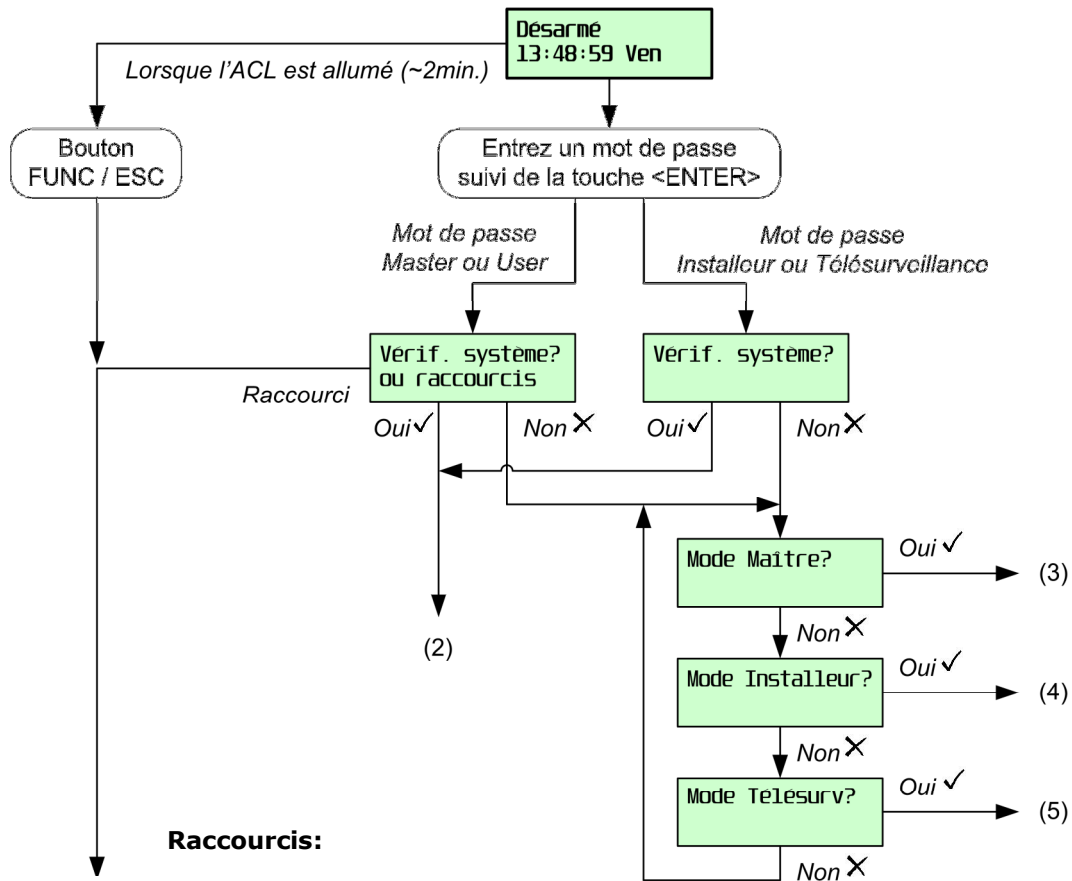 Désarmé
13:48:59 Ven
Lorsque l'ACL est allumé (~2min.)
Bouton
FUNC / ESC
Entrez un mot de passe
suivi de la touche <ENTER>
Mot de passe
Master ou User
Mot de passe
Installeur ou Télésurveillance
Vérif. système?
ou raccourcis
Vérif. système?
Raccourci
Oui✓
Non✕
Oui✓
Non✕
Mode Maître?
Oui ✓
(3)
Non✕
(2)
Mode Installeur?
Oui ✓
(4)
Non✕
Mode Télésurv?
Oui ✓
(5)
Raccourcis:
Non✕